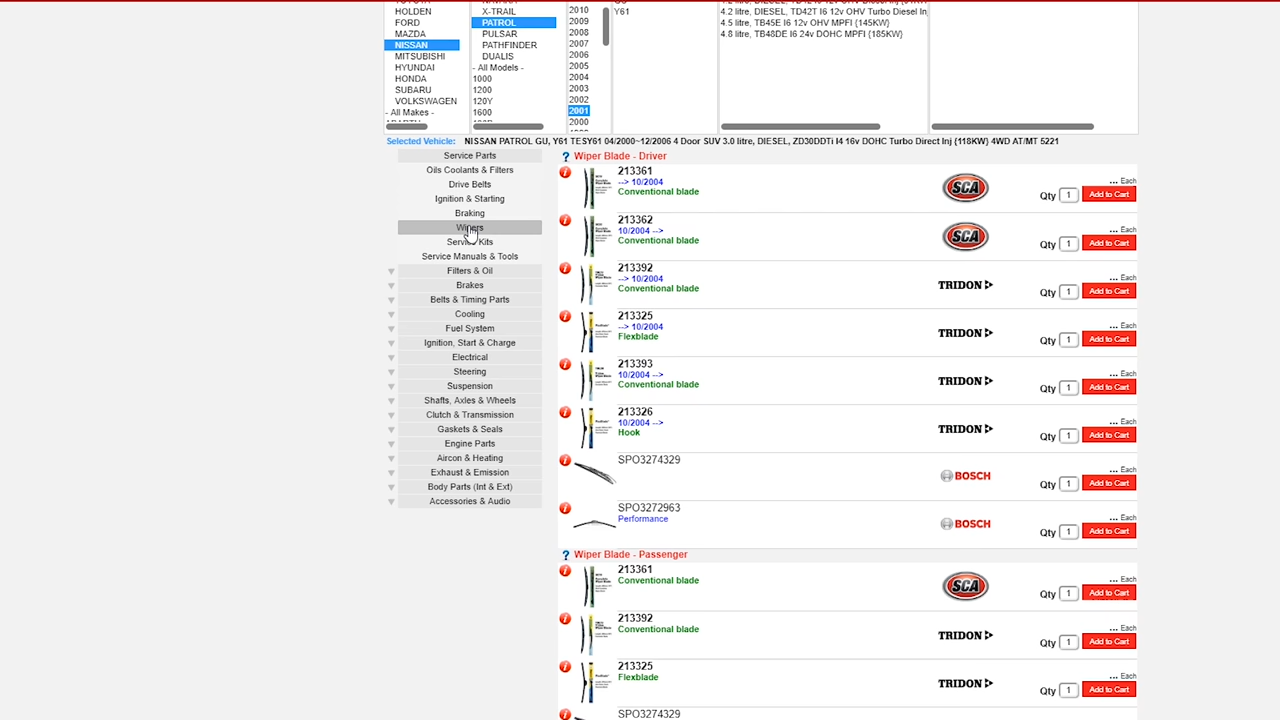 HOLDEN
FORD
MAZDA
NISSAN
MITSUBISHI
HYUNDAI
HONDA
SUBARU
VOLKSWAGEN
- All Makes -
X-TRAIL
PATROL
PULSAR
PATHFINDER
DUALIS
- All Models -
1000
1200
120Y
1600
2010
2009
2008
2007
2006
2005
2004
2003
2002
2001
2000
Y61
4.2 litre, DIESEL, TD42T I6 12v OHV Turbo Diesel In
4.5 litre, TB45E I6 12v OHV MPFI {145KW}
4.8 litre, TB48DE I6 24v DOHC MPFI {185KW}
Selected Vehicle: NISSAN PATROL GU, Y61 TESY61 04/2000~12/2006 4 Door SUV 3.0 litre, DIESEL, ZD30DDTi I4 16v DOHC Turbo Direct Inj {118KW} 4WD AT/MT 5221
Service Parts
Oils Coolants & Filters
Drive Belts
Ignition & Starting
Braking
Wipers
Service Kits
Service Manuals & Tools
Filters & Oil
Brakes
Belts & Timing Parts
Cooling
Fuel System
Ignition, Start & Charge
Electrical
Steering
Suspension
Shafts, Axles & Wheels
Clutch & Transmission
Gaskets & Seals
Engine Parts
Aircon & Heating
Exhaust & Emission
Body Parts (Int & Ext)
Accessories & Audio
? Wiper Blade - Driver
213361
--> 10/2004
Conventional blade
SCA
... Each
Qty 1 Add to Cart
213362
10/2004 -->
Conventional blade
SCA
... Each
Qty 1 Add to Cart
213392
--> 10/2004
Conventional blade
TRIDON
... Each
Qty 1 Add to Cart
213325
--> 10/2004
Flexblade
TRIDON
... Each
Qty 1 Add to Cart
213393
10/2004 -->
Conventional blade
TRIDON
... Each
Qty 1 Add to Cart
213326
10/2004 -->
Hook
TRIDON
... Each
Qty 1 Add to Cart
SPO3274329
BOSCH
... Each
Qty 1 Add to Cart
SPO3272963
Performance
BOSCH
... Each
Qty 1 Add to Cart
? Wiper Blade - Passenger
213361
Conventional blade
SCA
... Each
Qty 1 Add to Cart
213392
Conventional blade
TRIDON
... Each
Qty 1 Add to Cart
213325
Flexblade
TRIDON
... Each
Qty 1 Add to Cart
SPO3274329
... Each